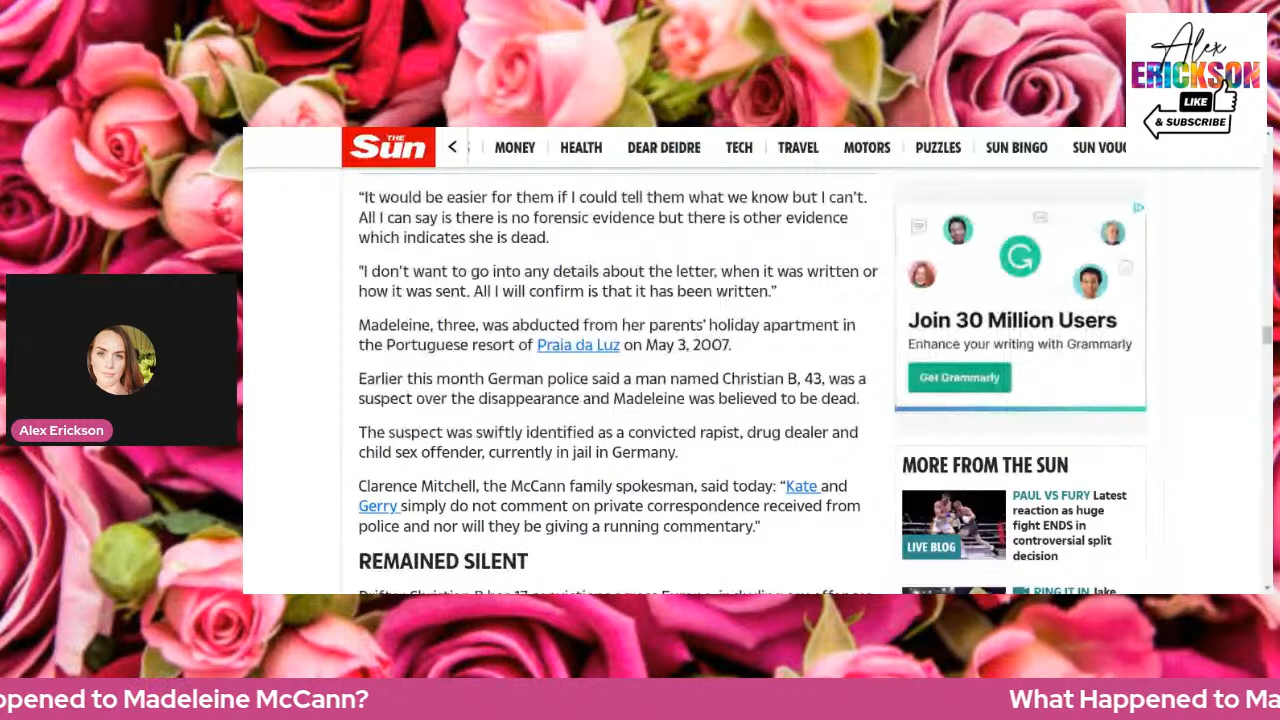 Alex
ERICKSON
LIKE
& SUBSCRIBE
THE
Sun
<
MONEY
HEALTH
DEAR DEIDRE
TECH
TRAVEL
MOTORS
PUZZLES
SUN BINGO
SUN VOUC
“It would be easier for them if I could tell them what we know but I can’t.
All I can say is there is no forensic evidence but there is other evidence
which indicates she is dead.
"I don’t want to go into any details about the letter, when it was written or
how it was sent. All I will confirm is that it has been written.”
Madeleine, three, was abducted from her parents’ holiday apartment in
the Portuguese resort of Praia da Luz on May 3, 2007.
Earlier this month German police said a man named Christian B, 43, was a
suspect over the disappearance and Madeleine was believed to be dead.
The suspect was swiftly identified as a convicted rapist, drug dealer and
child sex offender, currently in jail in Germany.
Clarence Mitchell, the McCann family spokesman, said today: “Kate and
Gerry simply do not comment on private correspondence received from
police and nor will they be giving a running commentary."
REMAINED SILENT
Join 30 Million Users
Enhance your writing with Grammarly
Get Grammarly
MORE FROM THE SUN
PAUL VS FURY Latest
reaction as huge
fight ENDS in
controversial split
decision
LIVE BLOG
RING IT IN Jake
Alex Erickson
opened to Madeleine McCann?
What Happened to Ma